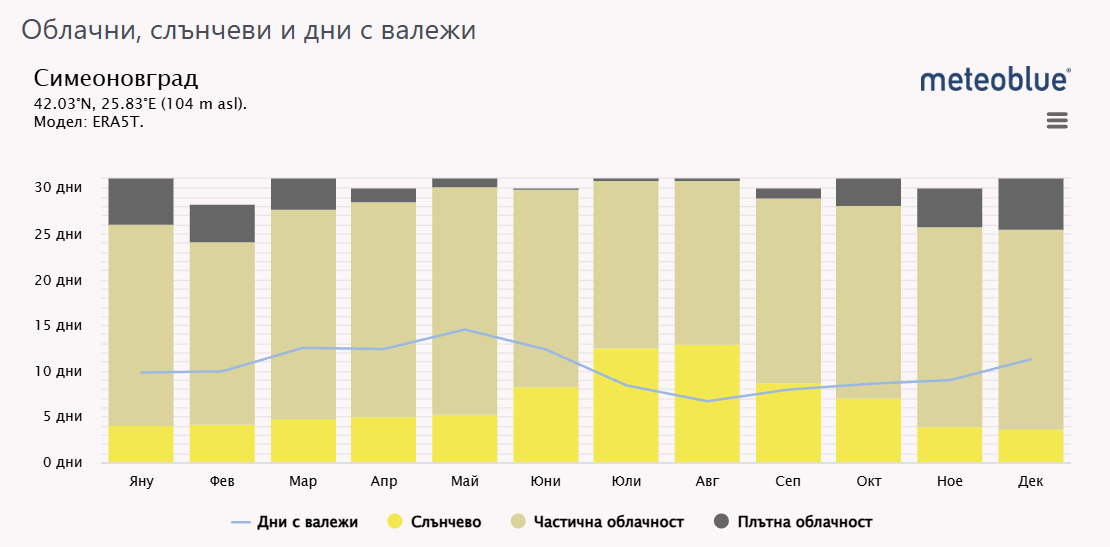 Облачни, слънчеви и дни с валежи
Симеоновград
42.03°N, 25.83°E (104 m asl).
Модел: ERA5T.
meteoblue®
30 дни
25 дни
20 дни
15 дни
10 дни
5 дни
0 дни
Яну Фев Мар Апр Май Юни Юли Авг Сеп Окт Ное Дек
Дни с валежи Слънчево Частична облачност Плътна облачност